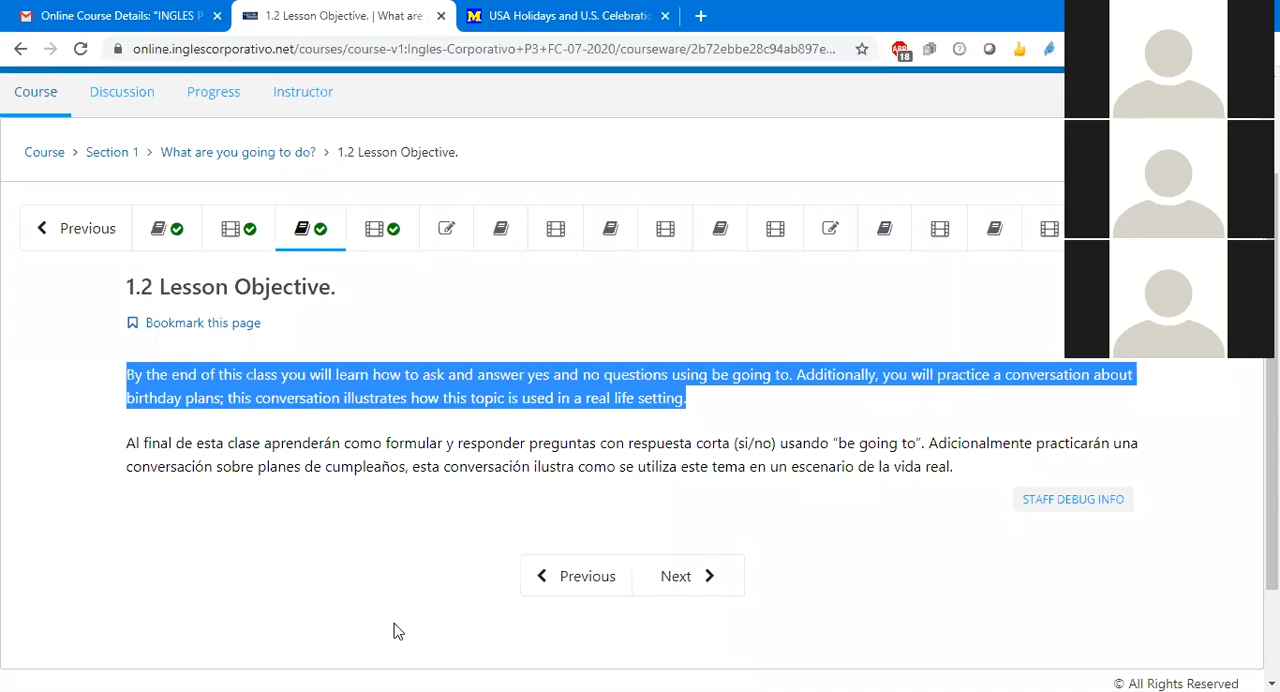 Online Course Details: "INGLES P
1.2 Lesson Objective. | What are
USA Holidays and U.S. Celebratio
online.inglescorporativo.net/courses/course-v1:Ingles-Corporativo+P3+FC-07-2020/courseware/2b72ebbe28c94ab897e...
18
Course Discussion Progress Instructor
Course > Section 1 > What are you going to do? > 1.2 Lesson Objective.
Previous
1.2 Lesson Objective.
Bookmark this page
By the end of this class you will learn how to ask and answer yes and no questions using be going to. Additionally, you will practice a conversation about
birthday plans; this conversation illustrates how this topic is used in a real life setting.
Al final de esta clase aprenderán como formular y responder preguntas con respuesta corta (si/no) usando “be going to”. Adicionalmente practicarán una
conversación sobre planes de cumpleaños, esta conversación ilustra como se utiliza este tema en un escenario de la vida real.
STAFF DEBUG INFO
Previous Next
© All Rights Reserved